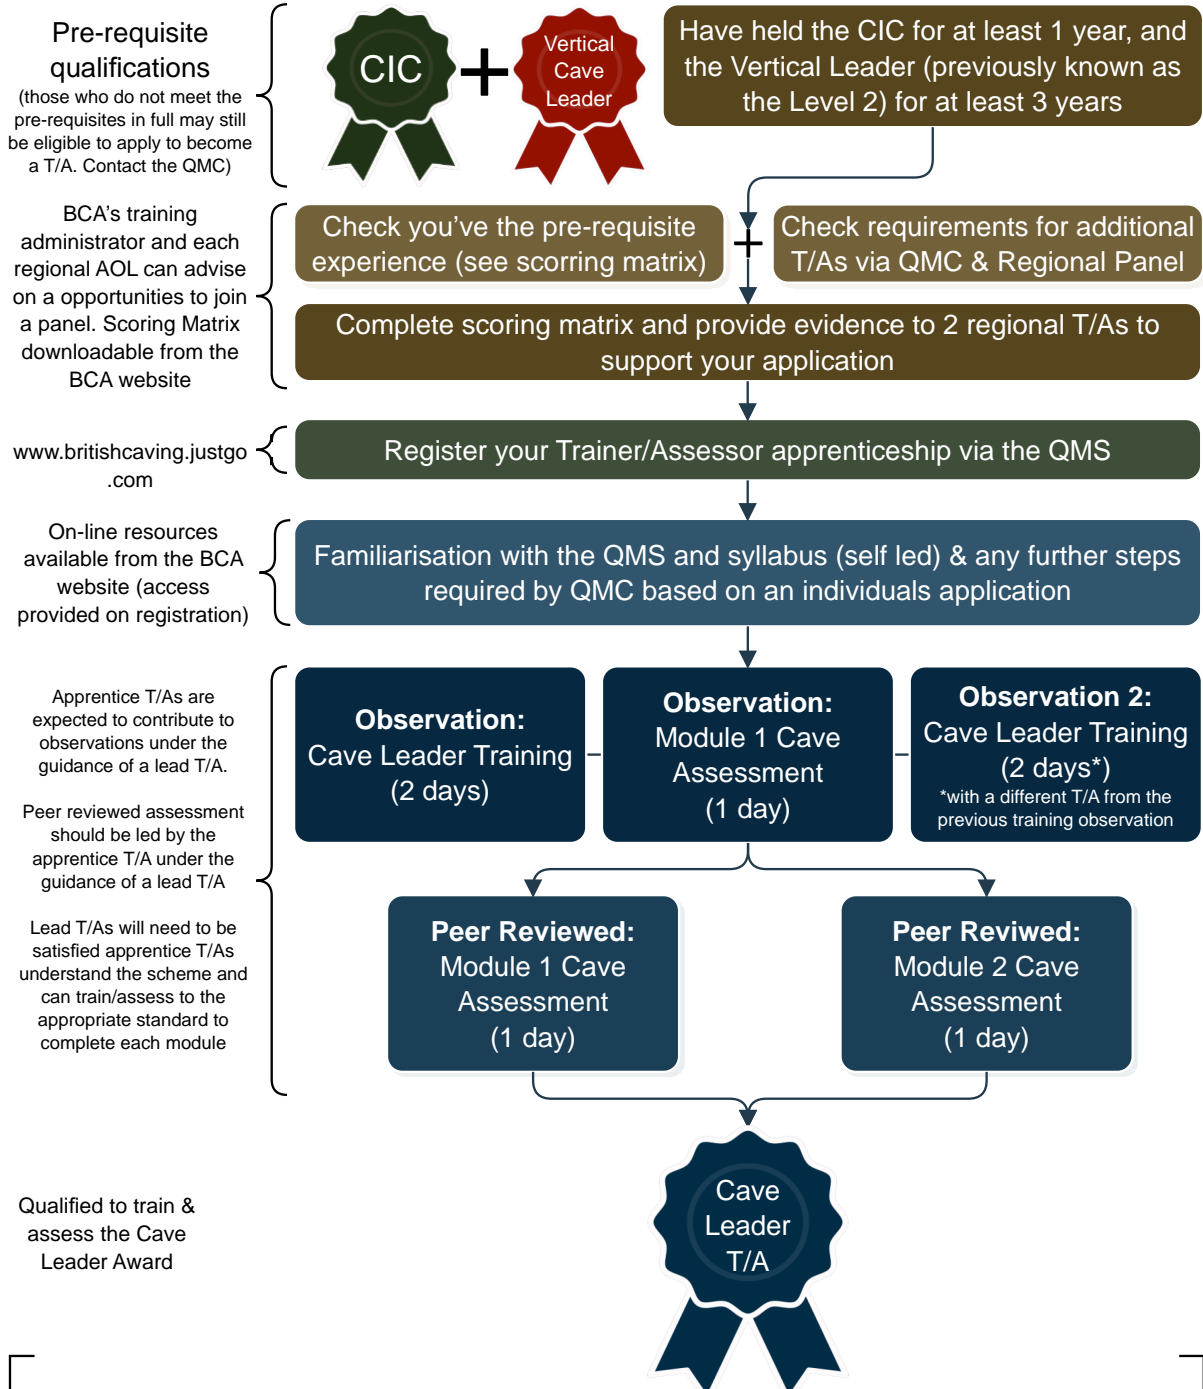 Pre-requisite
qualifications
(those who do not meet the
pre-requisites in full may still
be eligible to apply to become
a T/A. Contact the QMC)
CIC
Vertical
Cave
Leader
Have held the CIC for at least 1 year, and
the Vertical Leader (previously known as
the Level 2) for at least 3 years
BCA's training
administrator and each
regional AOL can advise
on a opportunities to join
a panel. Scoring Matrix
downloadable from the
BCA website
Check you've the pre-requisite
experience (see scorring matrix)
+
Check requirements for additional
T/As via QMC & Regional Panel
Complete scoring matrix and provide evidence to 2 regional T/As to
support your application
www.britishcaving.justgo
.com
Register your Trainer/Assessor apprenticeship via the QMS
On-line resources
available from the BCA
website (access
provided on registration)
Familiarisation with the QMS and syllabus (self led) & any further steps
required by QMC based on an individuals application
Apprentice T/As are
expected to contribute to
observations under the
guidance of a lead T/A.
Peer reviewed assessment
should be led by the
apprentice T/A under the
guidance of a lead T/A
Lead T/As will need to be
satisfied apprentice T/As
understand the scheme and
can train/assess to the
appropriate standard to
complete each module
Observation:
Cave Leader Training
(2 days)
Observation:
Module 1 Cave
Assessment
(1 day)
Observation 2:
Cave Leader Training
(2 days*)
*with a different T/A from the
previous training observation
Peer Reviewed:
Module 1 Cave
Assessment
(1 day)
Peer Reviwed:
Module 2 Cave
Assessment
(1 day)
Qualified to train &
assess the Cave
Leader Award
Cave
Leader
T/A